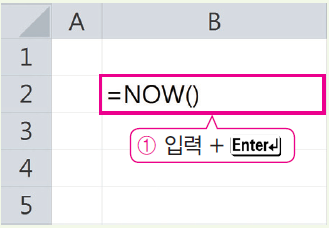 A B
1
2 =NOW()
3 ① 입력 + Enter↵
4
5